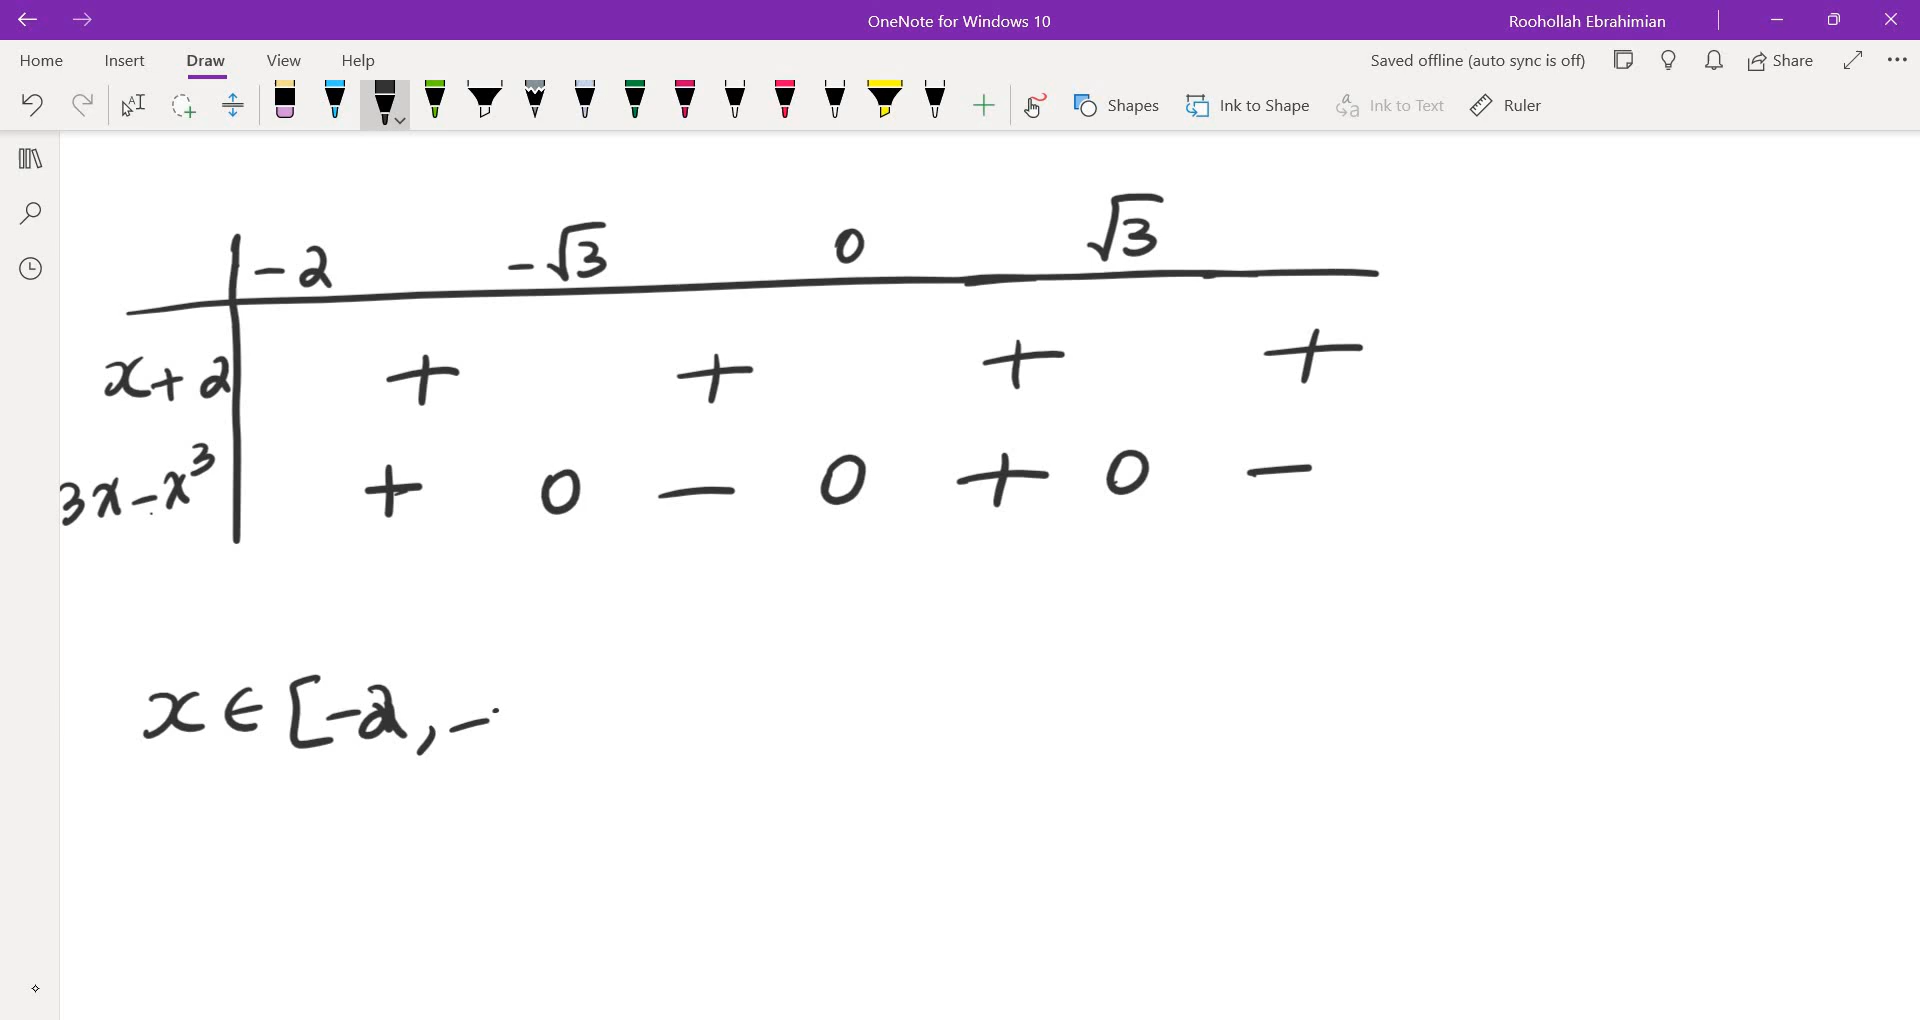 OneNote for Windows 10
Roohollah Ebrahimian
Home Insert Draw View Help
Saved offline (auto sync is off) Share
Shapes Ink to Shape Ink to Text Ruler
-2 -√3 0 √3
x+2 + + + +
3x-x³ + 0 - 0 + 0 -
x ∈ [-2, -